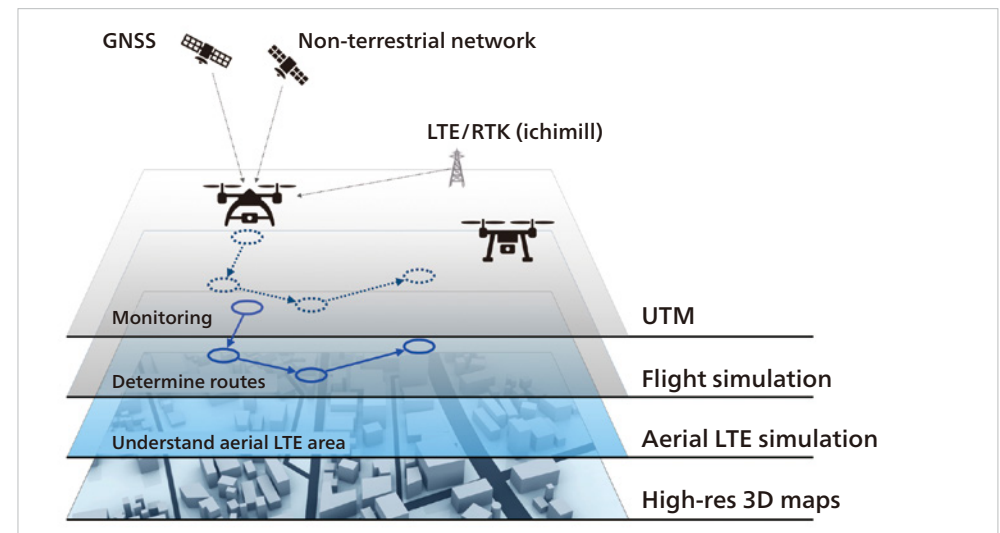 GNSS
Non-terrestrial network
LTE/RTK (ichimill)
Monitoring
UTM
Determine routes
Flight simulation
Understand aerial LTE area
Aerial LTE simulation
High-res 3D maps